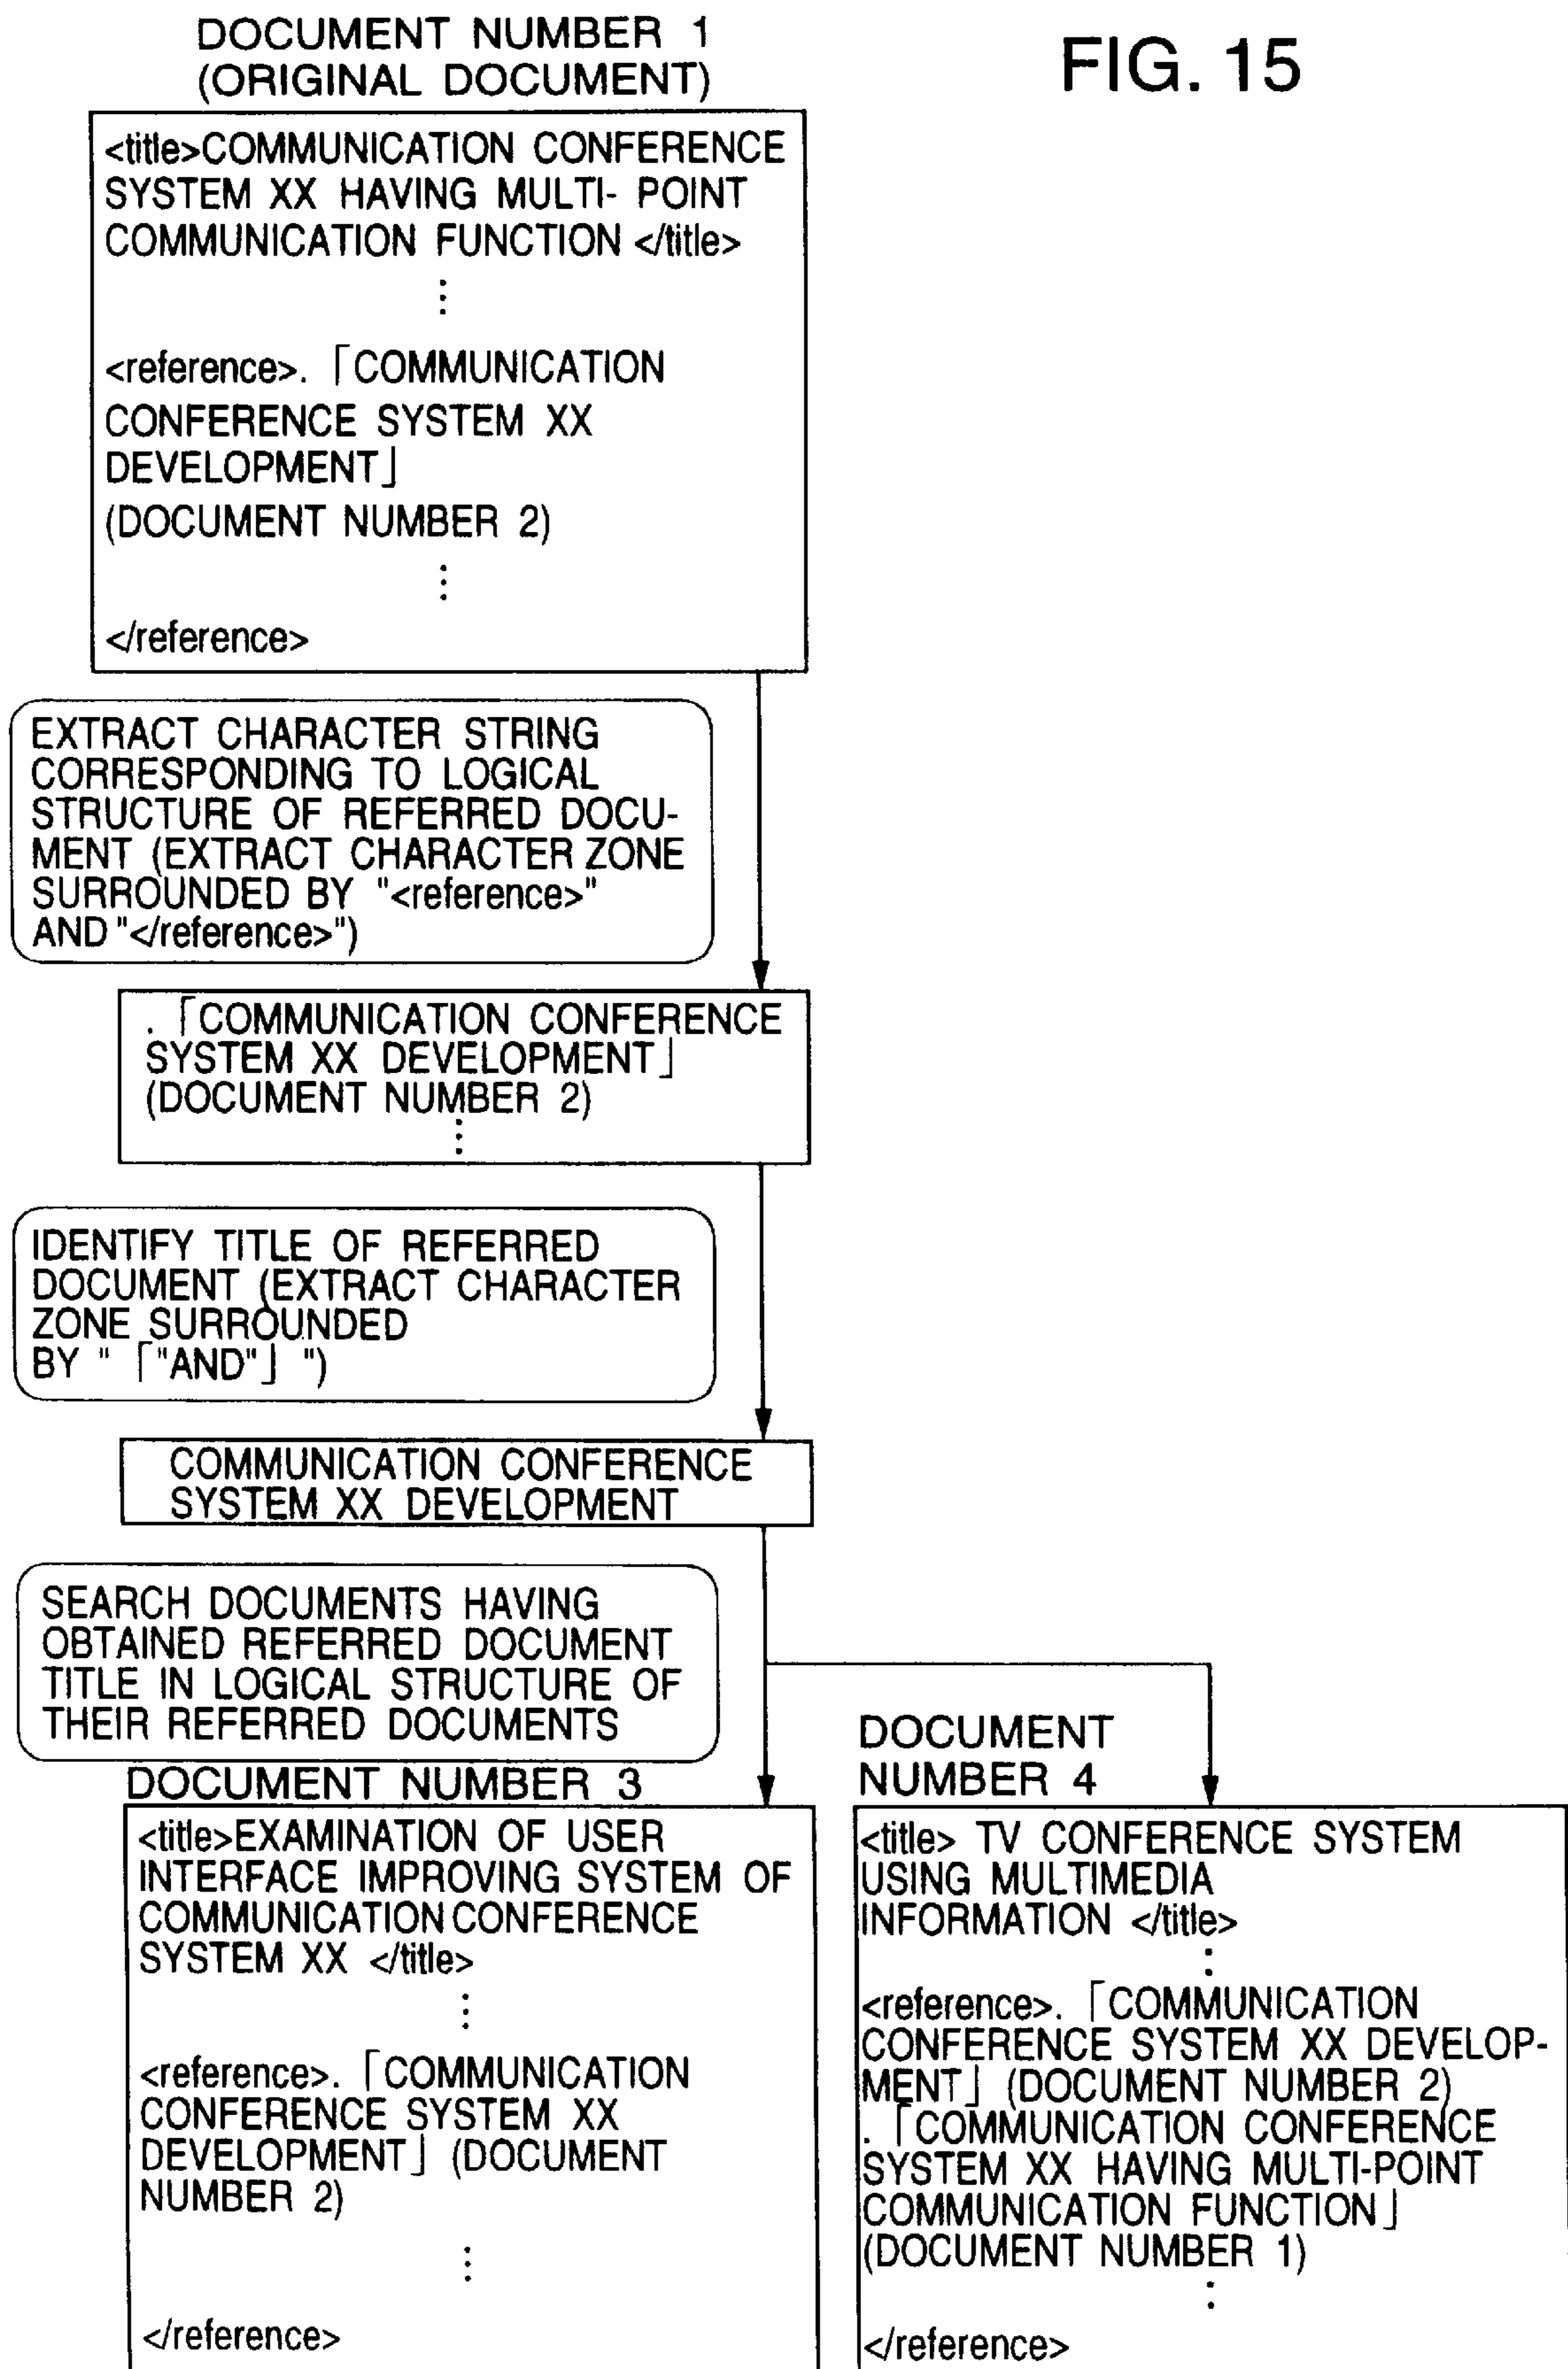 DOCUMENT NUMBER 1
(ORIGINAL DOCUMENT)
FIG. 15
<title>COMMUNICATION CONFERENCE
SYSTEM XX HAVING MULTI- POINT
COMMUNICATION FUNCTION </title>
⋮
<reference>. ⌈COMMUNICATION
CONFERENCE SYSTEM XX
DEVELOPMENT⌋
(DOCUMENT NUMBER 2)
⋮
</reference>
EXTRACT CHARACTER STRING
CORRESPONDING TO LOGICAL
STRUCTURE OF REFERRED DOCU-
MENT (EXTRACT CHARACTER ZONE
SURROUNDED BY "<reference>"
AND "</reference>")
. ⌈COMMUNICATION CONFERENCE
SYSTEM XX DEVELOPMENT⌋
(DOCUMENT NUMBER 2)
⋮
IDENTIFY TITLE OF REFERRED
DOCUMENT (EXTRACT CHARACTER
ZONE SURROUNDED
BY " ⌈"AND"⌋ ")
COMMUNICATION CONFERENCE
SYSTEM XX DEVELOPMENT
SEARCH DOCUMENTS HAVING
OBTAINED REFERRED DOCUMENT
TITLE IN LOGICAL STRUCTURE OF
THEIR REFERRED DOCUMENTS
DOCUMENT NUMBER 3
<title>EXAMINATION OF USER
INTERFACE IMPROVING SYSTEM OF
COMMUNICATION CONFERENCE
SYSTEM XX </title>
⋮
<reference>. ⌈COMMUNICATION
CONFERENCE SYSTEM XX
DEVELOPMENT⌋ (DOCUMENT
NUMBER 2)
⋮
</reference>
DOCUMENT
NUMBER 4
<title> TV CONFERENCE SYSTEM
USING MULTIMEDIA
INFORMATION </title>
⋮
<reference>. ⌈COMMUNICATION
CONFERENCE SYSTEM XX DEVELOP-
MENT⌋ (DOCUMENT NUMBER 2)
. ⌈COMMUNICATION CONFERENCE
SYSTEM XX HAVING MULTI-POINT
COMMUNICATION FUNCTION⌋
(DOCUMENT NUMBER 1)
⋮
</reference>